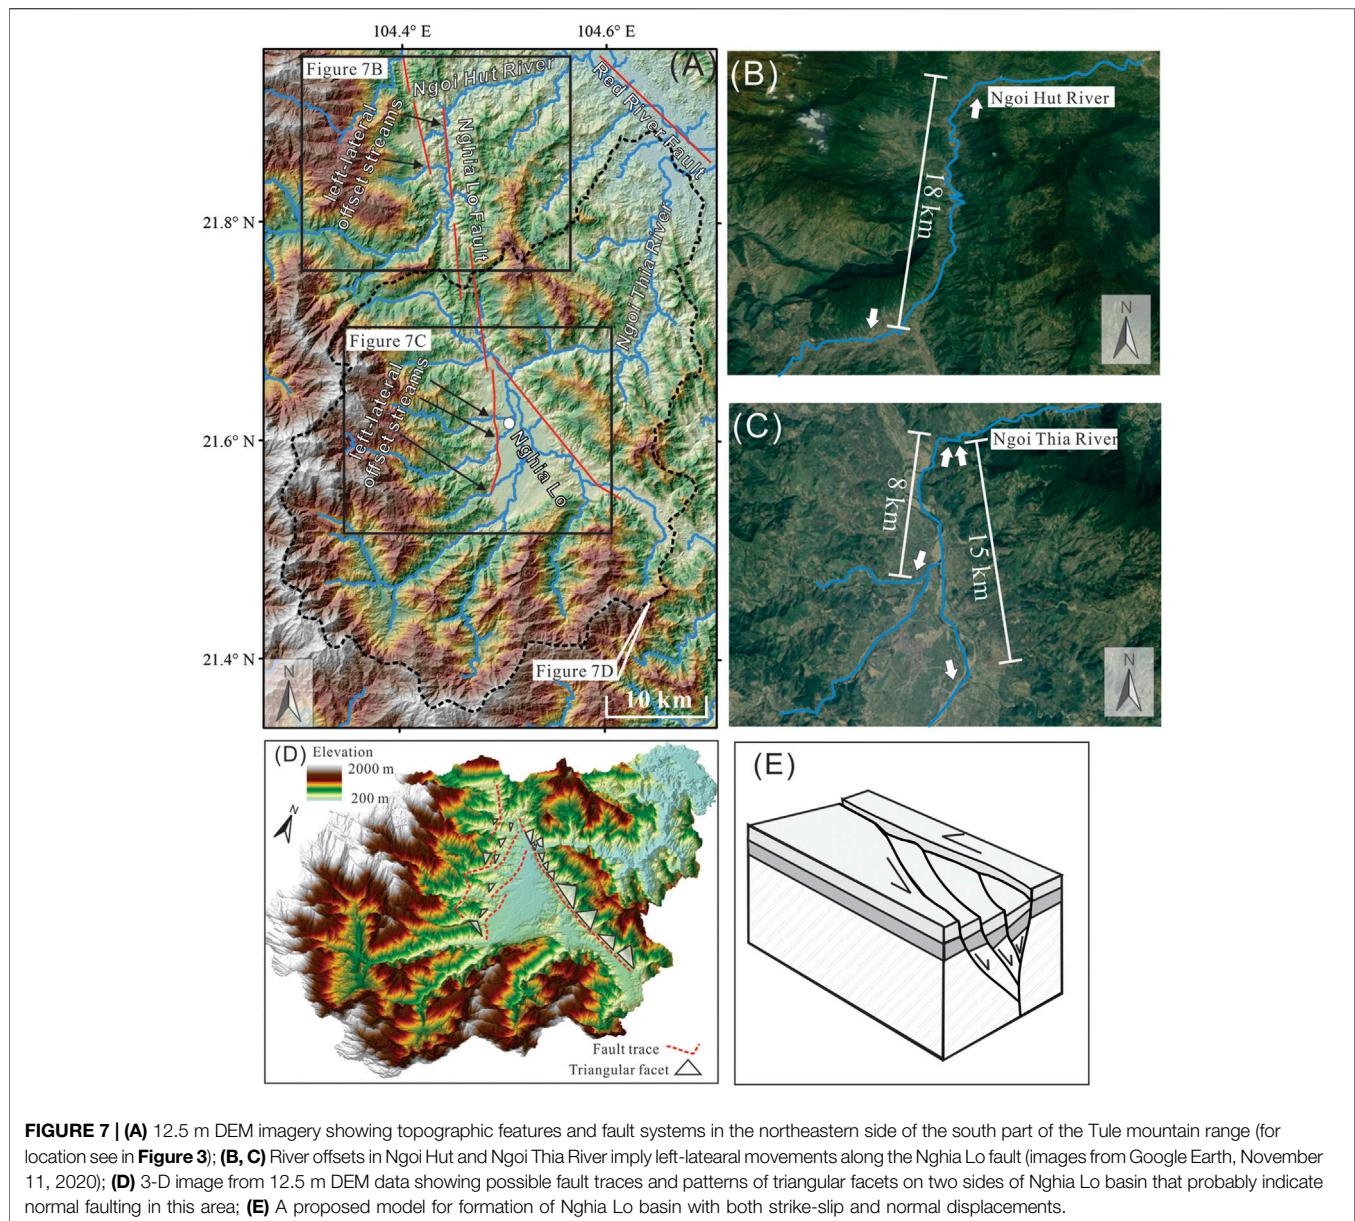 104.4° E
104.6° E
21.8° N
21.6° N
21.4° N
(A)
Figure 7B
Ngoi Hut River
Red River Fault
left-lateral
offset streams
Nghia Lo Fault
Ngoi Thia River
Figure 7C
left-lateral
offset streams
Nghia Lo
Figure 7D
N
10 km
(B)
Ngoi Hut River
18 km
N
(C)
Ngoi Thia River
8 km
15 km
N
(D)
Elevation
2000 m
200 m
N
Fault trace
Triangular facet
(E)
FIGURE 7 | (A) 12.5 m DEM imagery showing topographic features and fault systems in the northeastern side of the south part of the Tule mountain range (for
location see in Figure 3); (B, C) River offsets in Ngoi Hut and Ngoi Thia River imply left-latearal movements along the Nghia Lo fault (images from Google Earth, November
11, 2020); (D) 3-D image from 12.5 m DEM data showing possible fault traces and patterns of triangular facets on two sides of Nghia Lo basin that probably indicate
normal faulting in this area; (E) A proposed model for formation of Nghia Lo basin with both strike-slip and normal displacements.